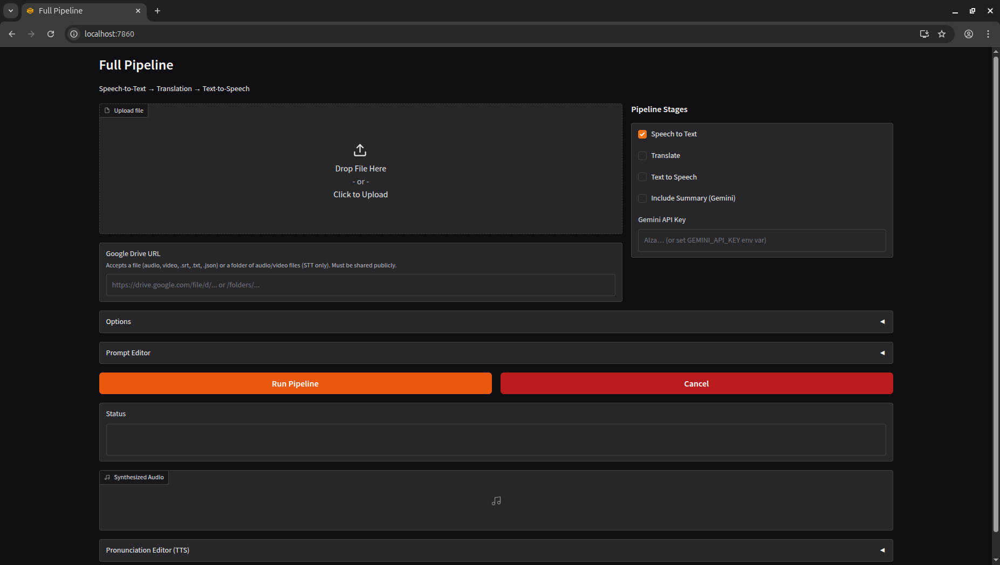 Full Pipeline
localhost:7860
Full Pipeline
Speech-to-Text → Translation → Text-to-Speech
Upload file
Drop File Here
- or -
Click to Upload
Pipeline Stages
Speech to Text
Translate
Text to Speech
Include Summary (Gemini)
Gemini API Key
AIza… (or set GEMINI_API_KEY env var)
Google Drive URL
Accepts a file (audio, video, .srt, .txt, .json) or a folder of audio/video files (STT only). Must be shared publicly.
https://drive.google.com/file/d/... or /folders/...
Options
Prompt Editor
Run Pipeline
Cancel
Status
Synthesized Audio
Pronunciation Editor (TTS)